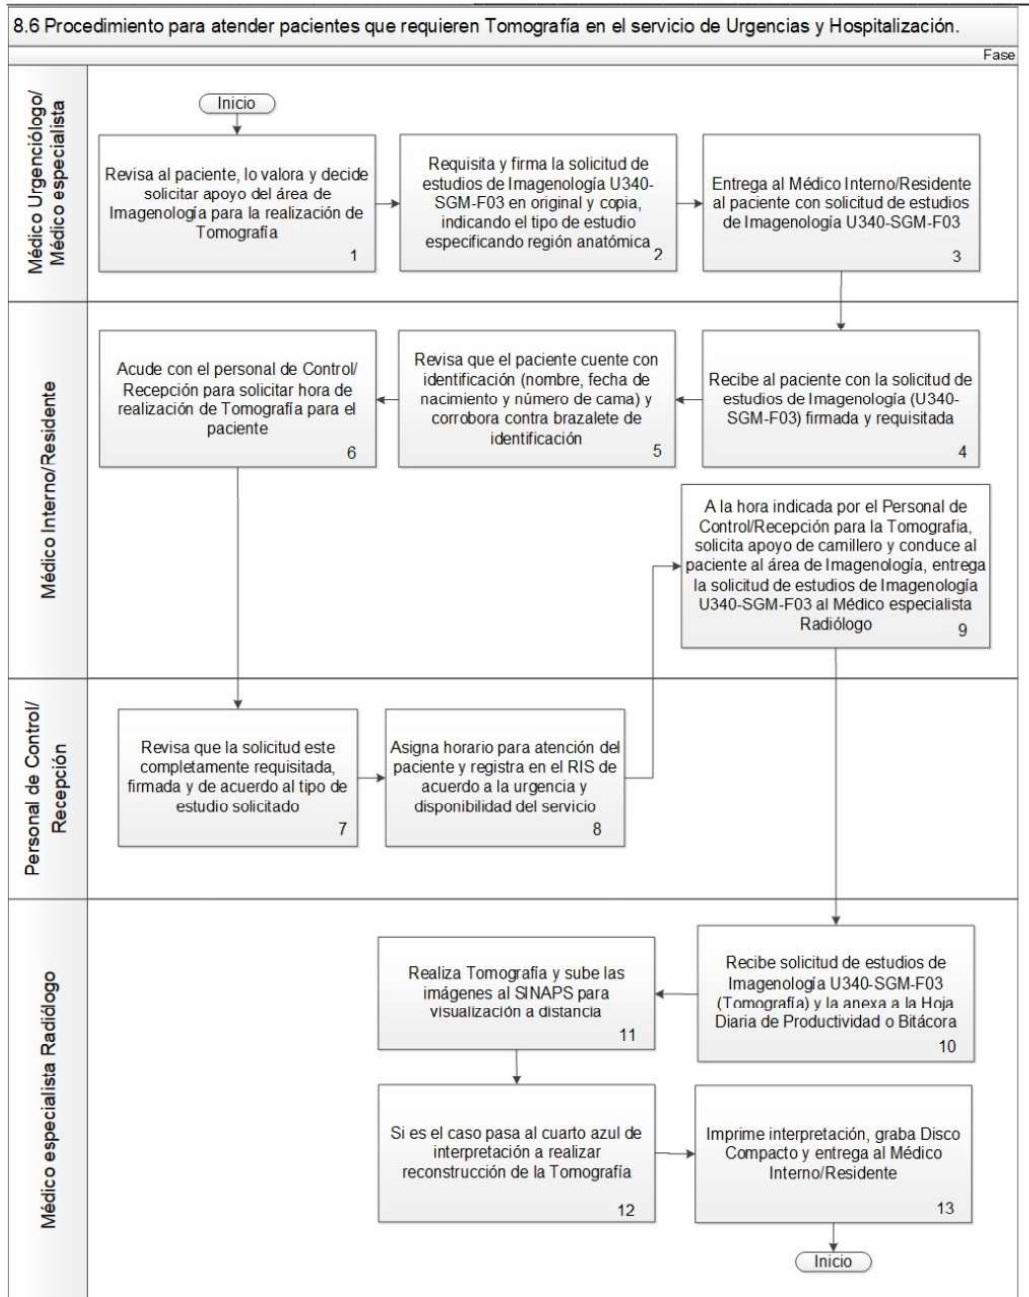 8.6 Procedimiento para atender pacientes que requieren Tomografía en el servicio de Urgencias y Hospitalización.
Fase
Médico Urgenciólogo/
Médico especialista
Inicio
Revisa al paciente, lo valora y decide
solicitar apoyo del área de
Imagenología para la realización de
Tomografía
1
Requisita y firma la solicitud de
estudios de Imagenología U340-
SGM-F03 en original y copia,
indicando el tipo de estudio
especificando región anatómica
2
Entrega al Médico Interno/Residente
al paciente con solicitud de estudios
de Imagenología U340-SGM-F03
3
Médico Interno/Residente
Recibe al paciente con la solicitud de
estudios de Imagenología (U340-
SGM-F03) firmada y requisitada
4
Revisa que el paciente cuente con
identificación (nombre, fecha de
nacimiento y número de cama) y
corrobora contra brazalete de
identificación
5
Acude con el personal de Control/
Recepción para solicitar hora de
realización de Tomografía para el
paciente
6
Personal de Control/
Recepción
Revisa que la solicitud este
completamente requisitada,
firmada y de acuerdo al tipo de
estudio solicitado
7
Asigna horario para atención del
paciente y registra en el RIS de
acuerdo a la urgencia y
disponibilidad del servicio
8
A la hora indicada por el Personal de
Control/Recepción para la Tomografia,
solicita apoyo de camillero y conduce al
paciente al área de Imagenología, entrega
la solicitud de estudios de Imagenología
U340-SGM-F03 al Médico especialista
Radiólogo
9
Médico especialista Radiólogo
Recibe solicitud de estudios de
Imagenología U340-SGM-F03
(Tomografía) y la anexa a la Hoja
Diaria de Productividad o Bitácora
10
Realiza Tomografía y sube las
imágenes al SINAPS para
visualización a distancia
11
Si es el caso pasa al cuarto azul de
interpretación a realizar
reconstrucción de la Tomografía
12
Imprime interpretación, graba Disco
Compacto y entrega al Médico
Interno/Residente
13
Inicio